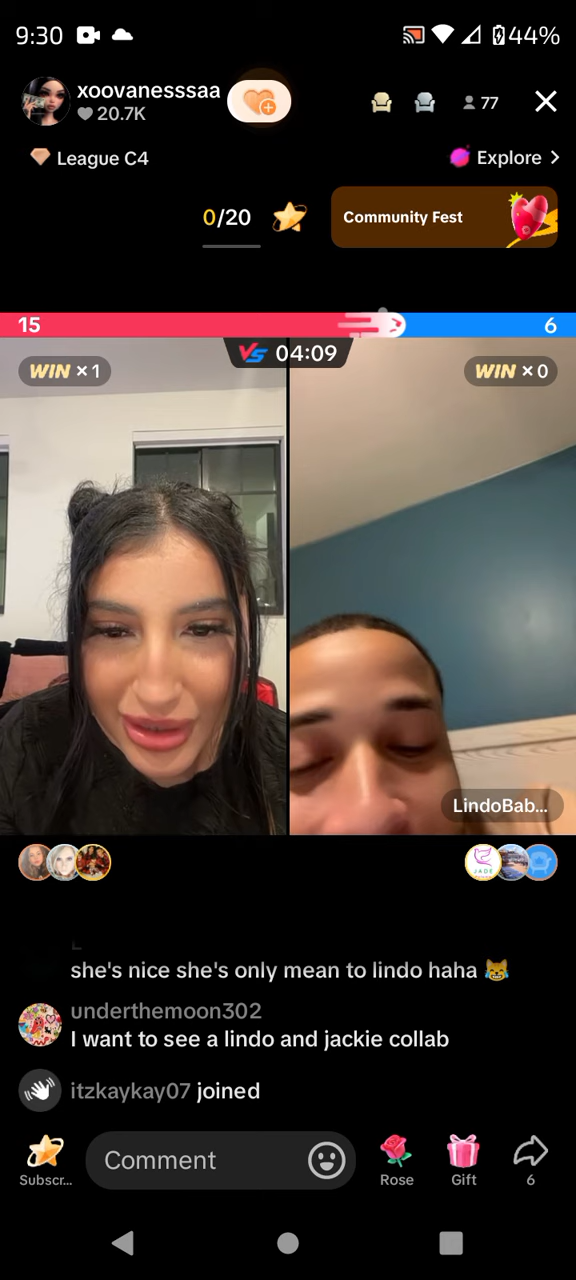 9:30
44%
xoovanesssaa
20.7K
77
League C4
Explore
0/20
Community Fest
15
6
VS 04:09
WIN × 1
WIN × 0
LindoBab...
JADE
she's nice she's only mean to lindo haha 😹
underthemoon302
I want to see a lindo and jackie collab
itzkaykay07 joined
Comment
Subscr...
Rose
Gift
6